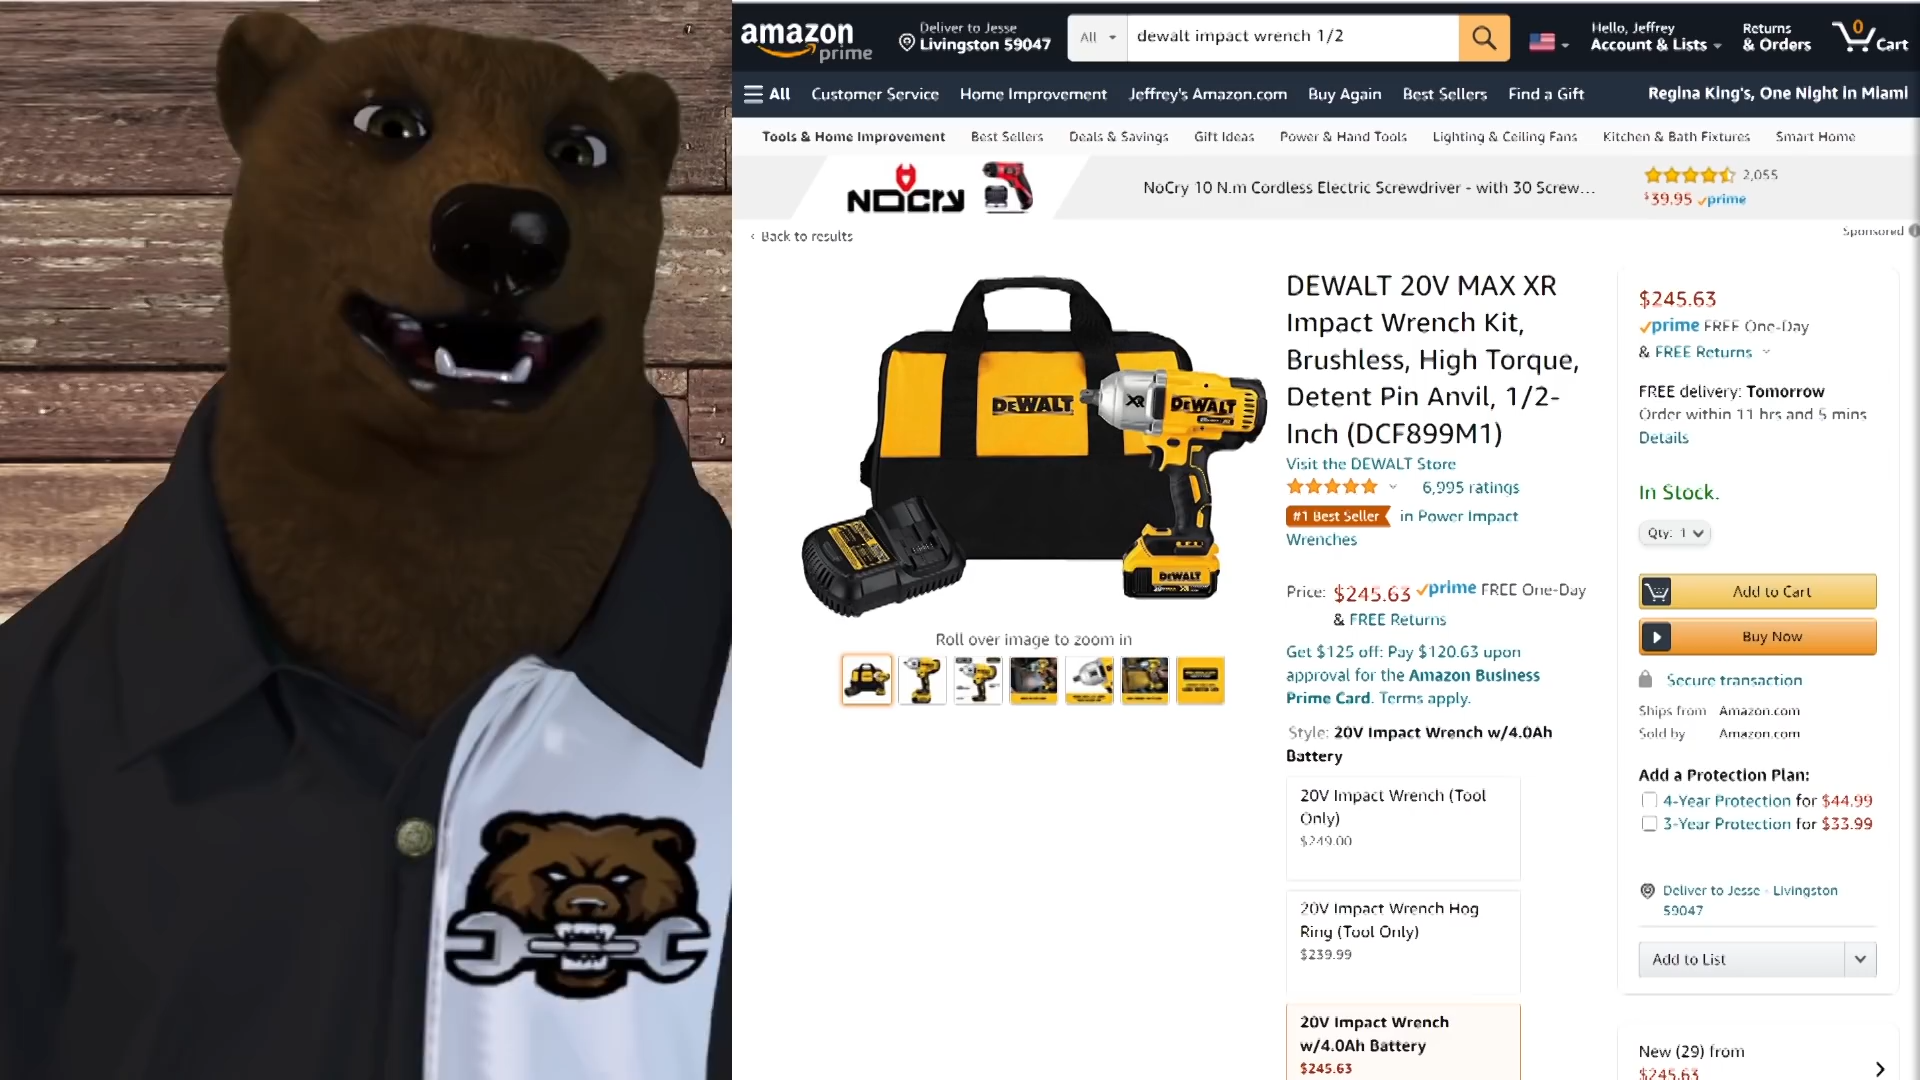 amazon
prime
Deliver to Jesse
Livingston 59047
All
dewalt impact wrench 1/2
Hello, Jeffrey
Account & Lists
Returns
& Orders
0
Cart
All
Customer Service
Home Improvement
Jeffrey's Amazon.com
Buy Again
Best Sellers
Find a Gift
Regina King's, One Night in Miami
Tools & Home Improvement
Best Sellers
Deals & Savings
Gift Ideas
Power & Hand Tools
Lighting & Ceiling Fans
Kitchen & Bath Fixtures
Smart Home
NOCRY
NoCry 10 N.m Cordless Electric Screwdriver - with 30 Screw...
2,055
$39.95 prime
Sponsored
‹ Back to results
DEWALT
XR
DEWALT
DEWALT
Roll over image to zoom in
DEWALT 20V MAX XR
Impact Wrench Kit,
Brushless, High Torque,
Detent Pin Anvil, 1/2-
Inch (DCF899M1)
Visit the DEWALT Store
6,995 ratings
#1 Best Seller in Power Impact
Wrenches
Price: $245.63 prime FREE One-Day
& FREE Returns
Get $125 off: Pay $120.63 upon
approval for the Amazon Business
Prime Card. Terms apply.
Style: 20V Impact Wrench w/4.0Ah
Battery
20V Impact Wrench (Tool
Only)
$249.00
20V Impact Wrench Hog
Ring (Tool Only)
$239.99
20V Impact Wrench
w/4.0Ah Battery
$245.63
$245.63
prime FREE One-Day
& FREE Returns
FREE delivery: Tomorrow
Order within 11 hrs and 5 mins
Details
In Stock.
Qty: 1
Add to Cart
Buy Now
Secure transaction
Ships from Amazon.com
Sold by Amazon.com
Add a Protection Plan:
4-Year Protection for $44.99
3-Year Protection for $33.99
Deliver to Jesse - Livingston
59047
Add to List
New (29) from
$245.63